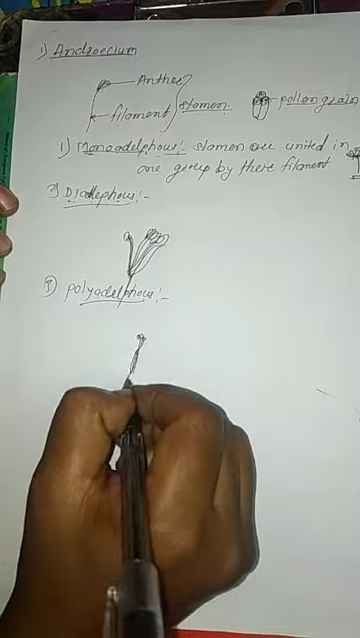 1) Androecium
Anther
filament } stamen.
pollengrain
1) Monoadelphous:- stamen are united in
one group by there filament
2) Diadephous:-
3) polyadelphous:-